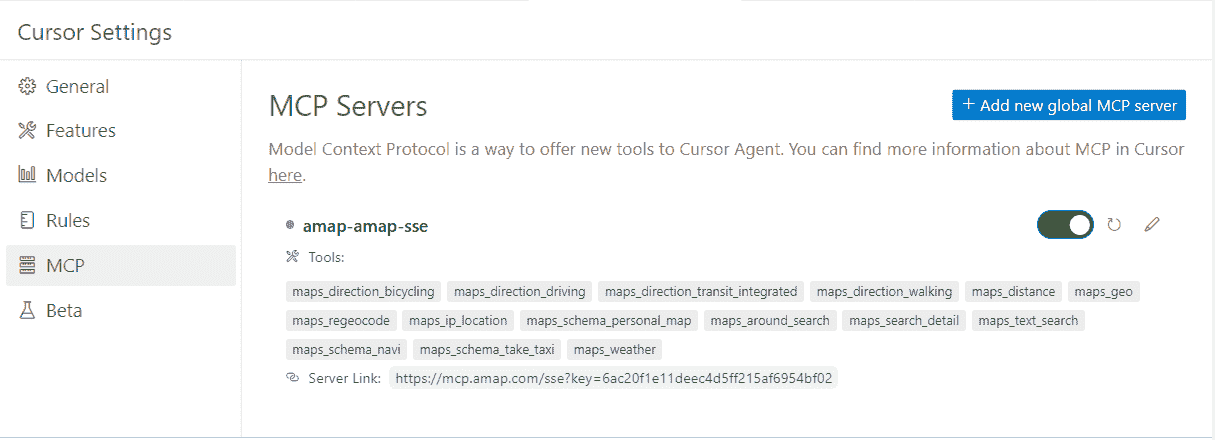 Cursor Settings
General
Features
Models
Rules
MCP
Beta
MCP Servers
+ Add new global MCP server
Model Context Protocol is a way to offer new tools to Cursor Agent. You can find more information about MCP in Cursor
here.
amap-amap-sse
Tools:
maps_direction_bicycling maps_direction_driving maps_direction_transit_integrated maps_direction_walking maps_distance maps_geo
maps_regeocode maps_ip_location maps_schema_personal_map maps_around_search maps_search_detail maps_text_search
maps_schema_navi maps_schema_take_taxi maps_weather
Server Link: https://mcp.amap.com/sse?key=6ac20f1e11deec4d5ff215af6954bf02